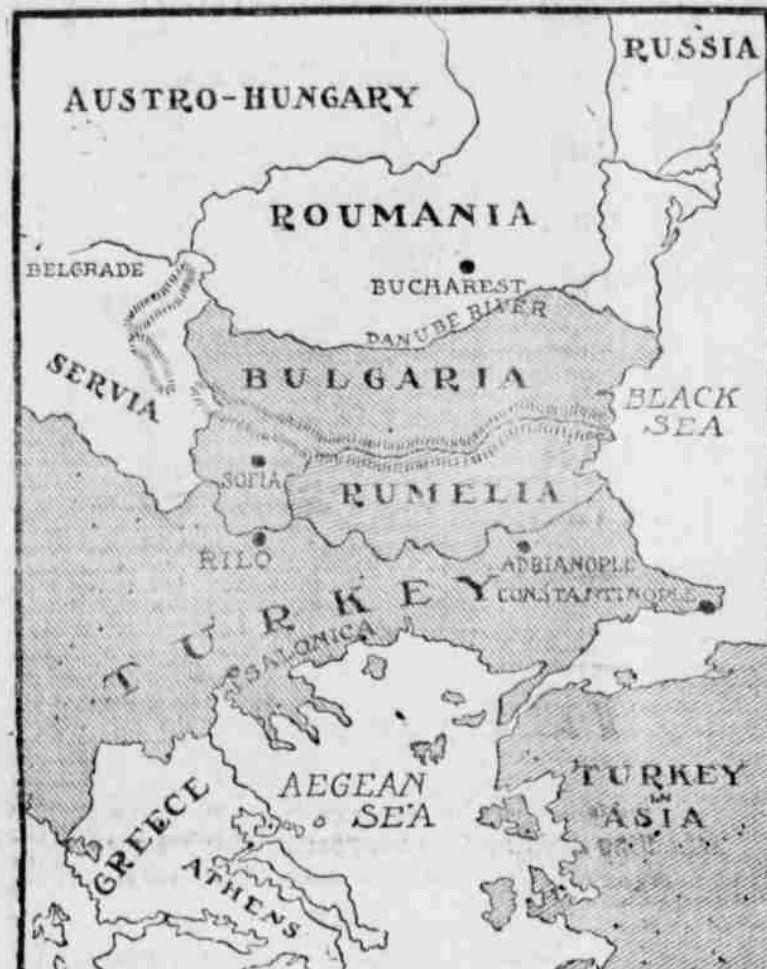 RUSSIA
AUSTRO-HUNGARY
ROUMANIA
BELGRADE
BUCHAREST
DANUBE RIVER
SERVIA
BULGARIA
BLACK
SEA
SOFIA
RUMELIA
RILO
ADRIANOPLE
CONSTANTINOPLE
TURKEY
SALONICA
AEGEAN
SEA
TURKEY
IN
ASIA
GREECE
ATHENS